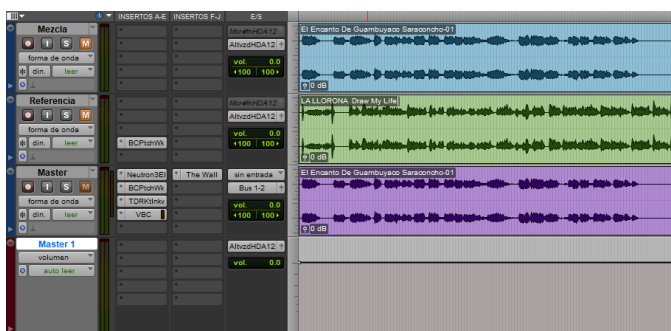 INSERTOS A-E INSERTOS F-J E/S
Mezcla
I S M
forma de onda
din. leer
MicrófnHDA12
AltvzdHDA12
vol. 0.0
100 100
El Encanto De Guambuyaco Saraconcho-01
0 dB
Referencia
I S M
forma de onda
din. leer
BCPtchWk
MicrófnHDA12
AltvzdHDA12
vol. 0.0
100 100
LA LLORONA Draw My Life
0 dB
Master
I S M
forma de onda
din. leer
Neutron3El
BCPtchWk
TDRKtlnkv
VBC
The Wall
sin entrada
Bus 1-2
vol. 0.0
100 100
El Encanto De Guambuyaco Saraconcho-01
0 dB
Master 1
volumen
auto leer
AltvzdHDA12
vol. 0.0